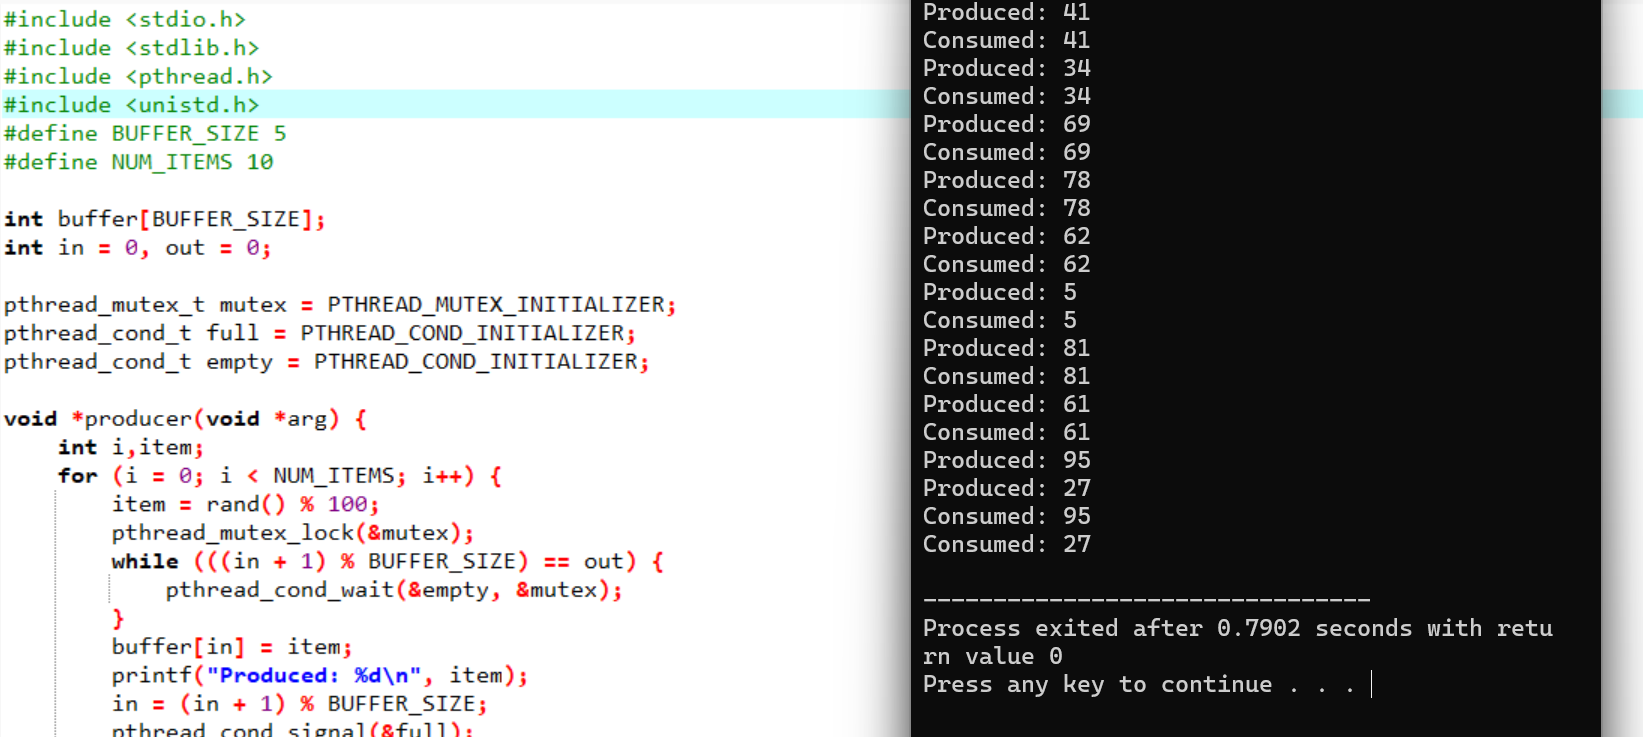 #include <stdio.h>
#include <stdlib.h>
#include <pthread.h>
#include <unistd.h>
#define BUFFER_SIZE 5
#define NUM_ITEMS 10
int buffer[BUFFER_SIZE];
int in = 0, out = 0;
pthread_mutex_t mutex = PTHREAD_MUTEX_INITIALIZER;
pthread_cond_t full = PTHREAD_COND_INITIALIZER;
pthread_cond_t empty = PTHREAD_COND_INITIALIZER;
void *producer(void *arg) {
    int i,item;
    for (i = 0; i < NUM_ITEMS; i++) {
        item = rand() % 100;
        pthread_mutex_lock(&mutex);
        while (((in + 1) % BUFFER_SIZE) == out) {
            pthread_cond_wait(&empty, &mutex);
        }
        buffer[in] = item;
        printf("Produced: %d\n", item);
        in = (in + 1) % BUFFER_SIZE;
        pthread_cond_signal(&full);
Produced: 41
Consumed: 41
Produced: 34
Consumed: 34
Produced: 69
Consumed: 69
Produced: 78
Consumed: 78
Produced: 62
Consumed: 62
Produced: 5
Consumed: 5
Produced: 81
Consumed: 81
Produced: 61
Consumed: 61
Produced: 95
Produced: 27
Consumed: 95
Consumed: 27
--------------------------------
Process exited after 0.7902 seconds with retu
rn value 0
Press any key to continue . . .